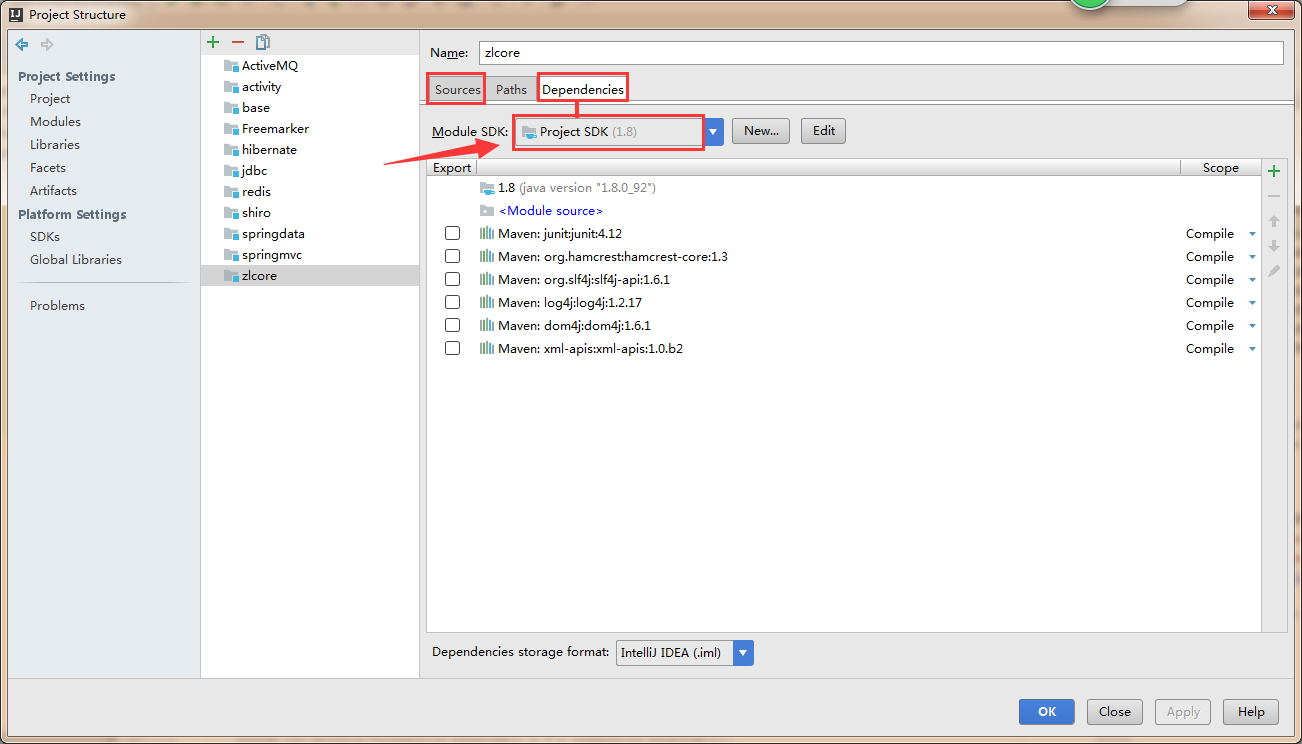 Project Structure
Project Settings
Project
Modules
Libraries
Facets
Artifacts
Platform Settings
SDKs
Global Libraries
Problems
ActiveMQ
activity
base
Freemarker
hibernate
jdbc
redis
shiro
springdata
springmvc
zlcore
Name: zlcore
Sources Paths Dependencies
Module SDK: Project SDK (1.8) New... Edit
Export Scope
1.8 (java version "1.8.0_92")
<Module source>
Maven: junit:junit:4.12 Compile
Maven: org.hamcrest:hamcrest-core:1.3 Compile
Maven: org.slf4j:slf4j-api:1.6.1 Compile
Maven: log4j:log4j:1.2.17 Compile
Maven: dom4j:dom4j:1.6.1 Compile
Maven: xml-apis:xml-apis:1.0.b2 Compile
Dependencies storage format: IntelliJ IDEA (.iml)
OK Close Apply Help